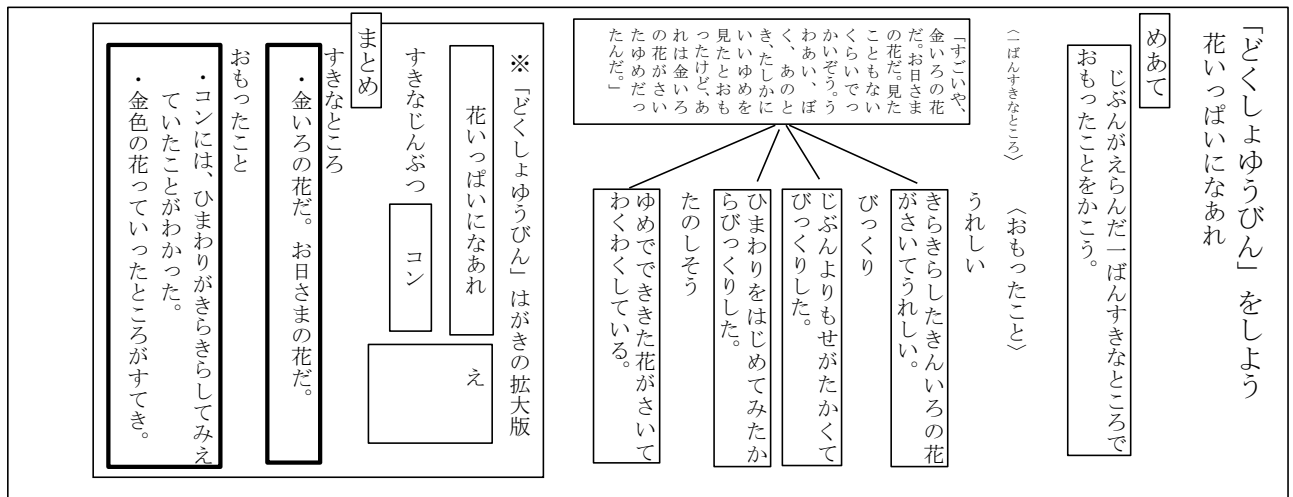 「どくしょゆうびん」をしよう
花いっぱいになあれ
めあて
じぶんがえらんだ一ばんすきなところで
おもったことをかこう。
〈一ばんすきなところ〉
「すごいや、
金いろの花
だ。お日さま
の花だ。見た
こともない
くらいでっ
かいぞう。う
わあい、ぼ
く、あのと
き、たしかに
いいゆめを
見たとおも
ったけど、あ
れは金いろ
の花がさい
たゆめだっ
たんだ。」
〈おもったこと〉
うれしい
きらきらしたきんいろの花
がさいてうれしい。
びっくり
じぶんよりもせがたかくて
びっくりした。
ひまわりをはじめてみたか
らびっくりした。
たのしそう
ゆめでできた花がさいて
わくわくしている。
※「どくしょゆうびん」はがきの拡大版
花いっぱいになあれ
え
すきなじんぶつ
コン
まとめ
すきなところ
・金いろの花だ。お日さまの花だ。
おもったこと
・コンには、ひまわりがきらきらしてみえ
ていたことがわかった。
・金色の花っていったところがすてき。